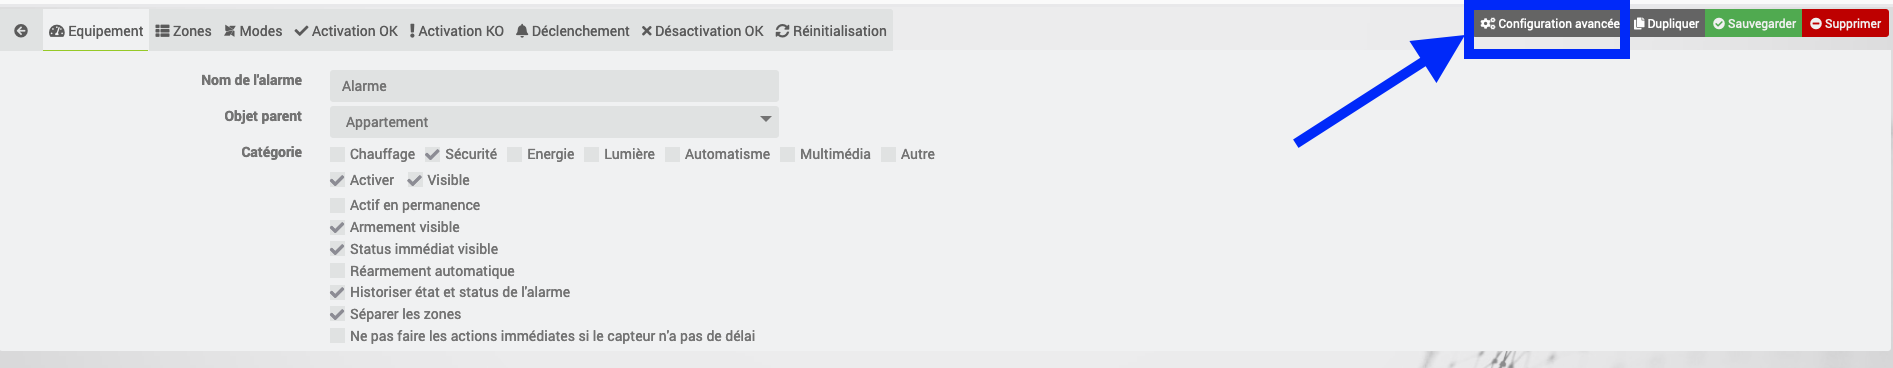 Equipement Zones Modes Activation OK Activation KO Déclenchement Désactivation OK Réinitialisation Configuration avancée Dupliquer Sauvegarder Supprimer
Nom de l'alarme Alarme
Objet parent Appartement
Catégorie Chauffage Sécurité Energie Lumière Automatisme Multimédia Autre
Activer Visible
Actif en permanence
Armement visible
Status immédiat visible
Réarmement automatique
Historiser état et status de l'alarme
Séparer les zones
Ne pas faire les actions immédiates si le capteur n'a pas de délai